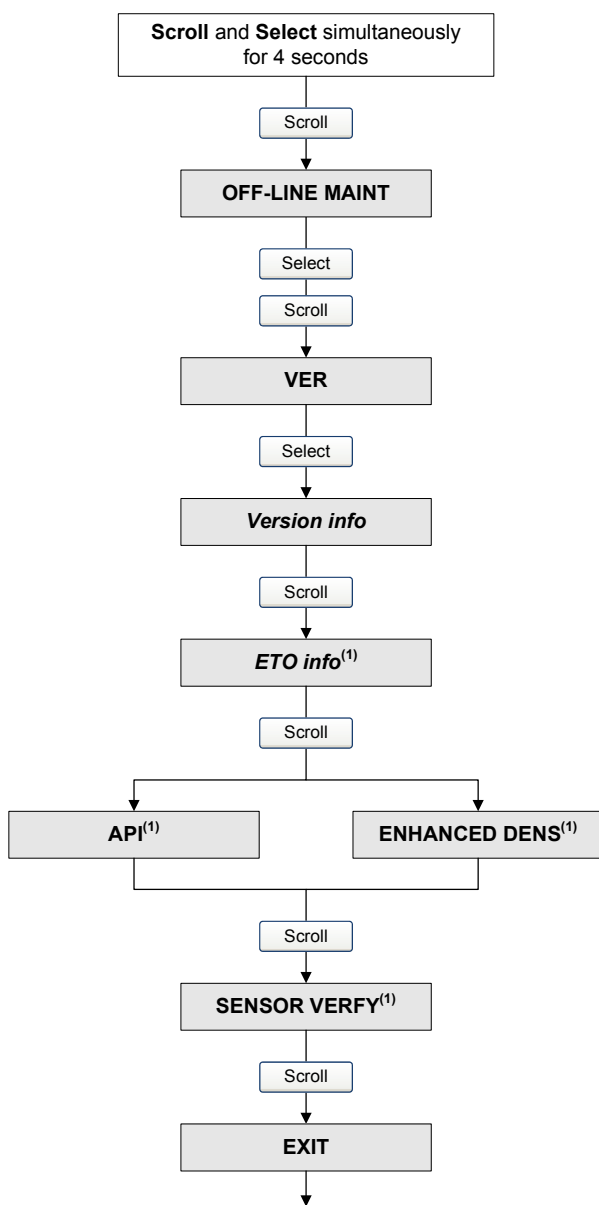 Scroll and Select simultaneously
for 4 seconds
Scroll
OFF-LINE MAINT
Select
Scroll
VER
Select
Version info
Scroll
ETO info(1)
Scroll
API(1)
ENHANCED DENS(1)
Scroll
SENSOR VERFY(1)
Scroll
EXIT